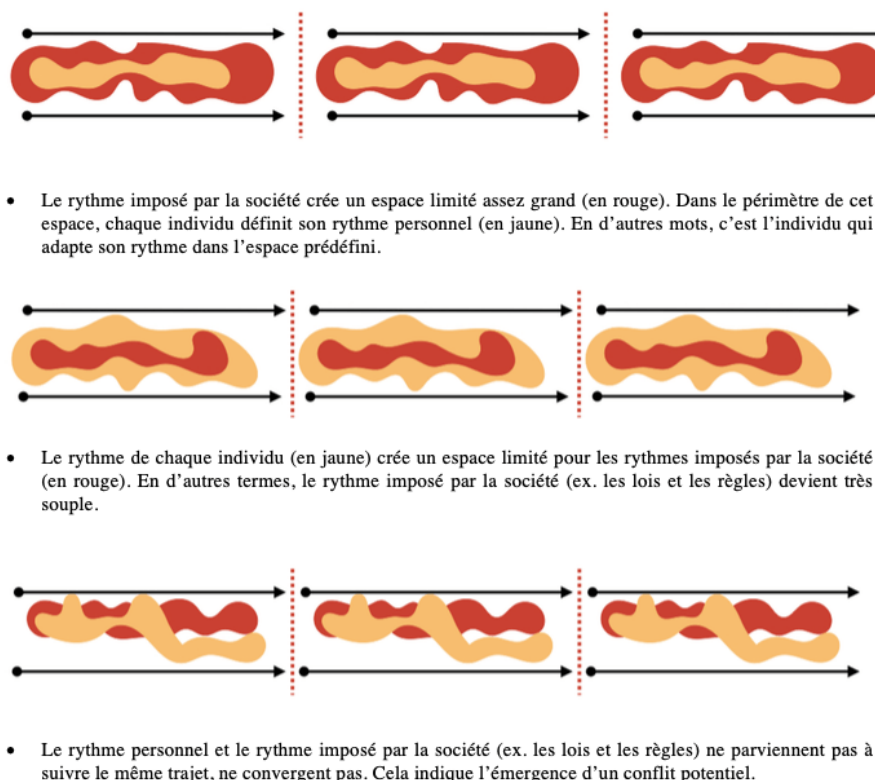 • Le rythme imposé par la société crée un espace limité assez grand (en rouge). Dans le périmètre de cet
espace, chaque individu définit son rythme personnel (en jaune). En d’autres mots, c’est l’individu qui
adapte son rythme dans l’espace prédéfini.
• Le rythme de chaque individu (en jaune) crée un espace limité pour les rythmes imposés par la société
(en rouge). En d’autres termes, le rythme imposé par la société (ex. les lois et les règles) devient très
souple.
• Le rythme personnel et le rythme imposé par la société (ex. les lois et les règles) ne parviennent pas à
suivre le même trajet, ne convergent pas. Cela indique l’émergence d’un conflit potentiel.